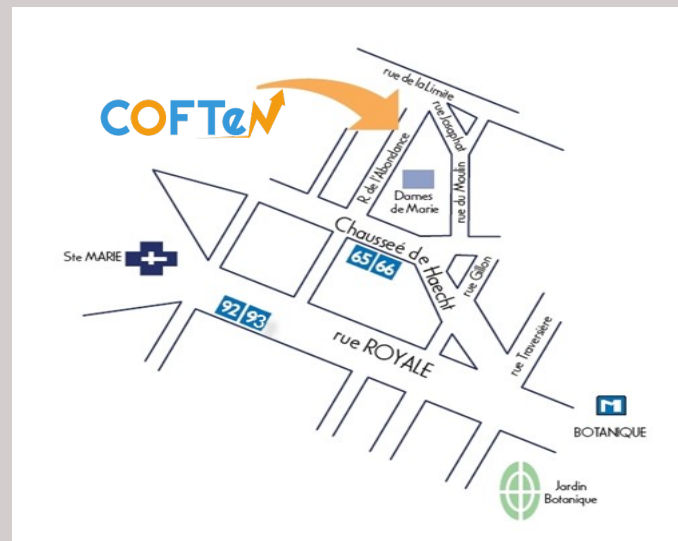 rue de la Limite
COFTeN
rue Josaphat
R. de l'Abondance
Dames
de Marie
rue du Moulin
Chausseé de Haecht
Ste MARIE
65 66
rue Gillon
92 93
rue ROYALE
rue Traversière
M
BOTANIQUE
Jardin
Botanique